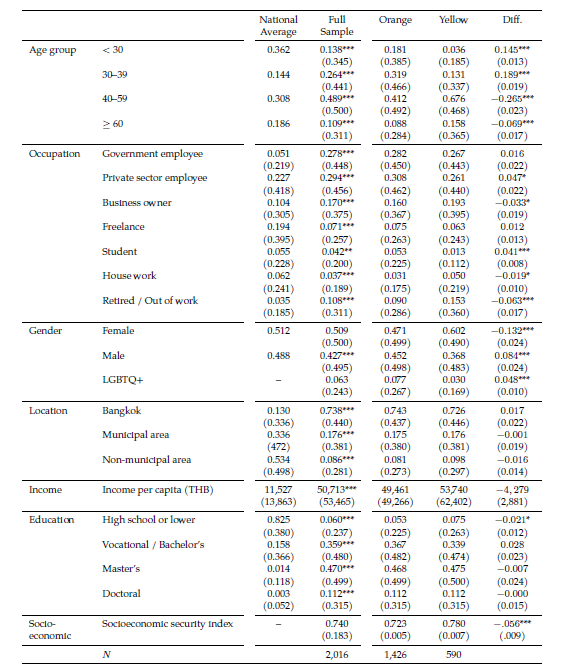 National Full Orange Yellow Diff.
Average Sample
Age group < 30 0.362 0.138*** 0.181 0.036 0.145***
(0.345) (0.385) (0.185) (0.013)
30–39 0.144 0.264*** 0.319 0.131 0.189***
(0.441) (0.466) (0.337) (0.019)
40–59 0.308 0.489*** 0.412 0.676 −0.265***
(0.500) (0.492) (0.468) (0.023)
≥ 60 0.186 0.109*** 0.088 0.158 −0.069***
(0.311) (0.284) (0.365) (0.017)
Occupation Government employee 0.051 0.278*** 0.282 0.267 0.016
(0.219) (0.448) (0.450) (0.443) (0.022)
Private sector employee 0.227 0.294*** 0.308 0.261 0.047*
(0.418) (0.456) (0.462) (0.440) (0.022)
Business owner 0.104 0.170*** 0.160 0.193 −0.033*
(0.305) (0.375) (0.367) (0.395) (0.019)
Freelance 0.194 0.071*** 0.075 0.063 0.012
(0.395) (0.257) (0.263) (0.243) (0.013)
Student 0.055 0.042** 0.053 0.013 0.041***
(0.228) (0.200) (0.225) (0.112) (0.008)
House work 0.062 0.037*** 0.031 0.050 −0.019*
(0.241) (0.189) (0.175) (0.219) (0.010)
Retired / Out of work 0.035 0.108*** 0.090 0.153 −0.063***
(0.185) (0.311) (0.286) (0.360) (0.017)
Gender Female 0.512 0.509 0.471 0.602 −0.132***
(0.500) (0.499) (0.490) (0.024)
Male 0.488 0.427*** 0.452 0.368 0.084***
(0.495) (0.498) (0.483) (0.024)
LGBTQ+ – 0.063 0.077 0.030 0.048***
(0.243) (0.267) (0.169) (0.010)
Location Bangkok 0.130 0.738*** 0.743 0.726 0.017
(0.336) (0.440) (0.437) (0.446) (0.022)
Municipal area 0.336 0.176*** 0.175 0.176 −0.001
(472) (0.381) (0.380) (0.381) (0.019)
Non-municipal area 0.534 0.086*** 0.081 0.098 −0.016
(0.498) (0.281) (0.273) (0.297) (0.014)
Income Income per capita (THB) 11,527 50,713*** 49,461 53,740 −4,279
(13,863) (53,465) (49,266) (62,402) (2,881)
Education High school or lower 0.825 0.060*** 0.053 0.075 −0.021*
(0.380) (0.237) (0.225) (0.263) (0.012)
Vocational / Bachelor's 0.158 0.359*** 0.367 0.339 0.028
(0.366) (0.480) (0.482) (0.474) (0.023)
Master's 0.014 0.470*** 0.468 0.475 −0.007
(0.118) (0.499) (0.499) (0.500) (0.024)
Doctoral 0.003 0.112*** 0.112 0.112 −0.000
(0.052) (0.315) (0.315) (0.315) (0.015)
Socio- Socioeconomic security index – 0.740 0.723 0.780 −.056***
economic (0.183) (0.005) (0.007) (.009)
N 2,016 1,426 590